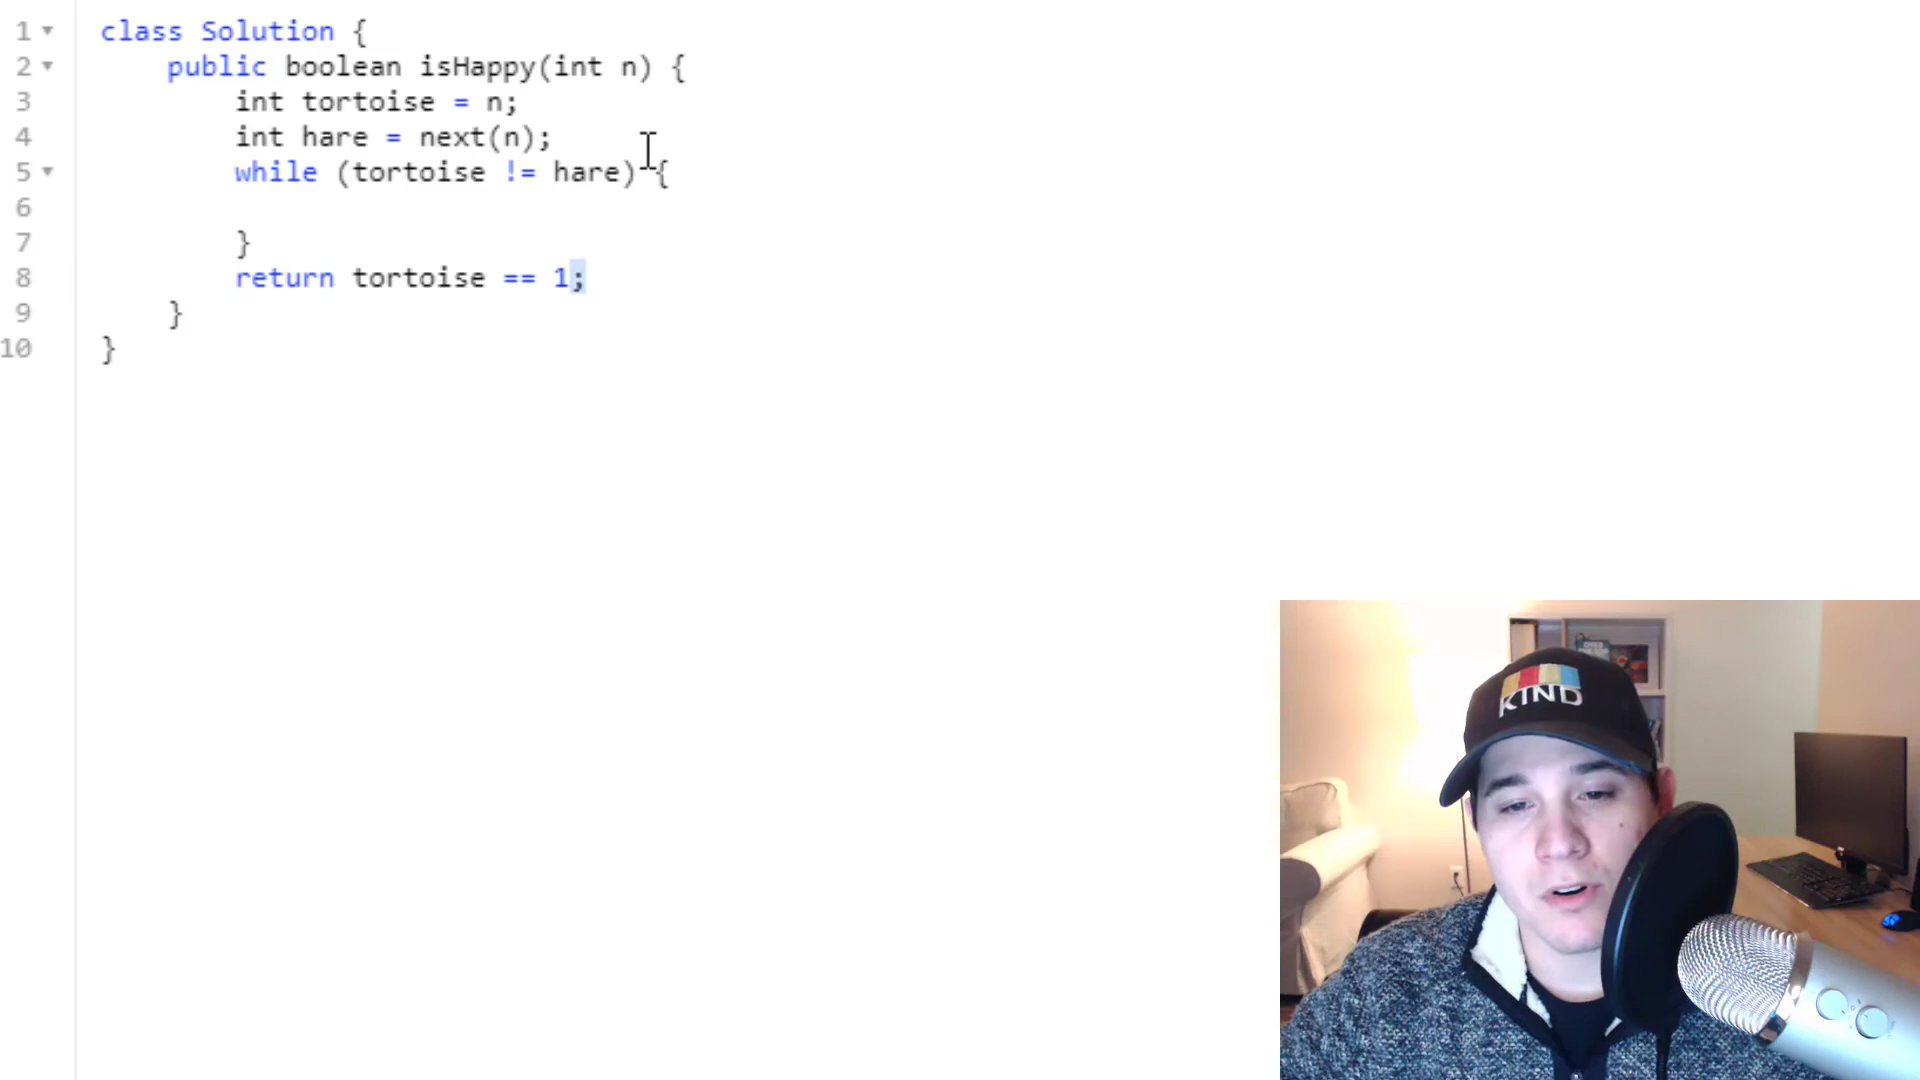 1 class Solution {
2 public boolean isHappy(int n) {
3 int tortoise = n;
4 int hare = next(n);
5 while (tortoise != hare) {
6
7 }
8 return tortoise == 1;
9 }
10 }
KIND